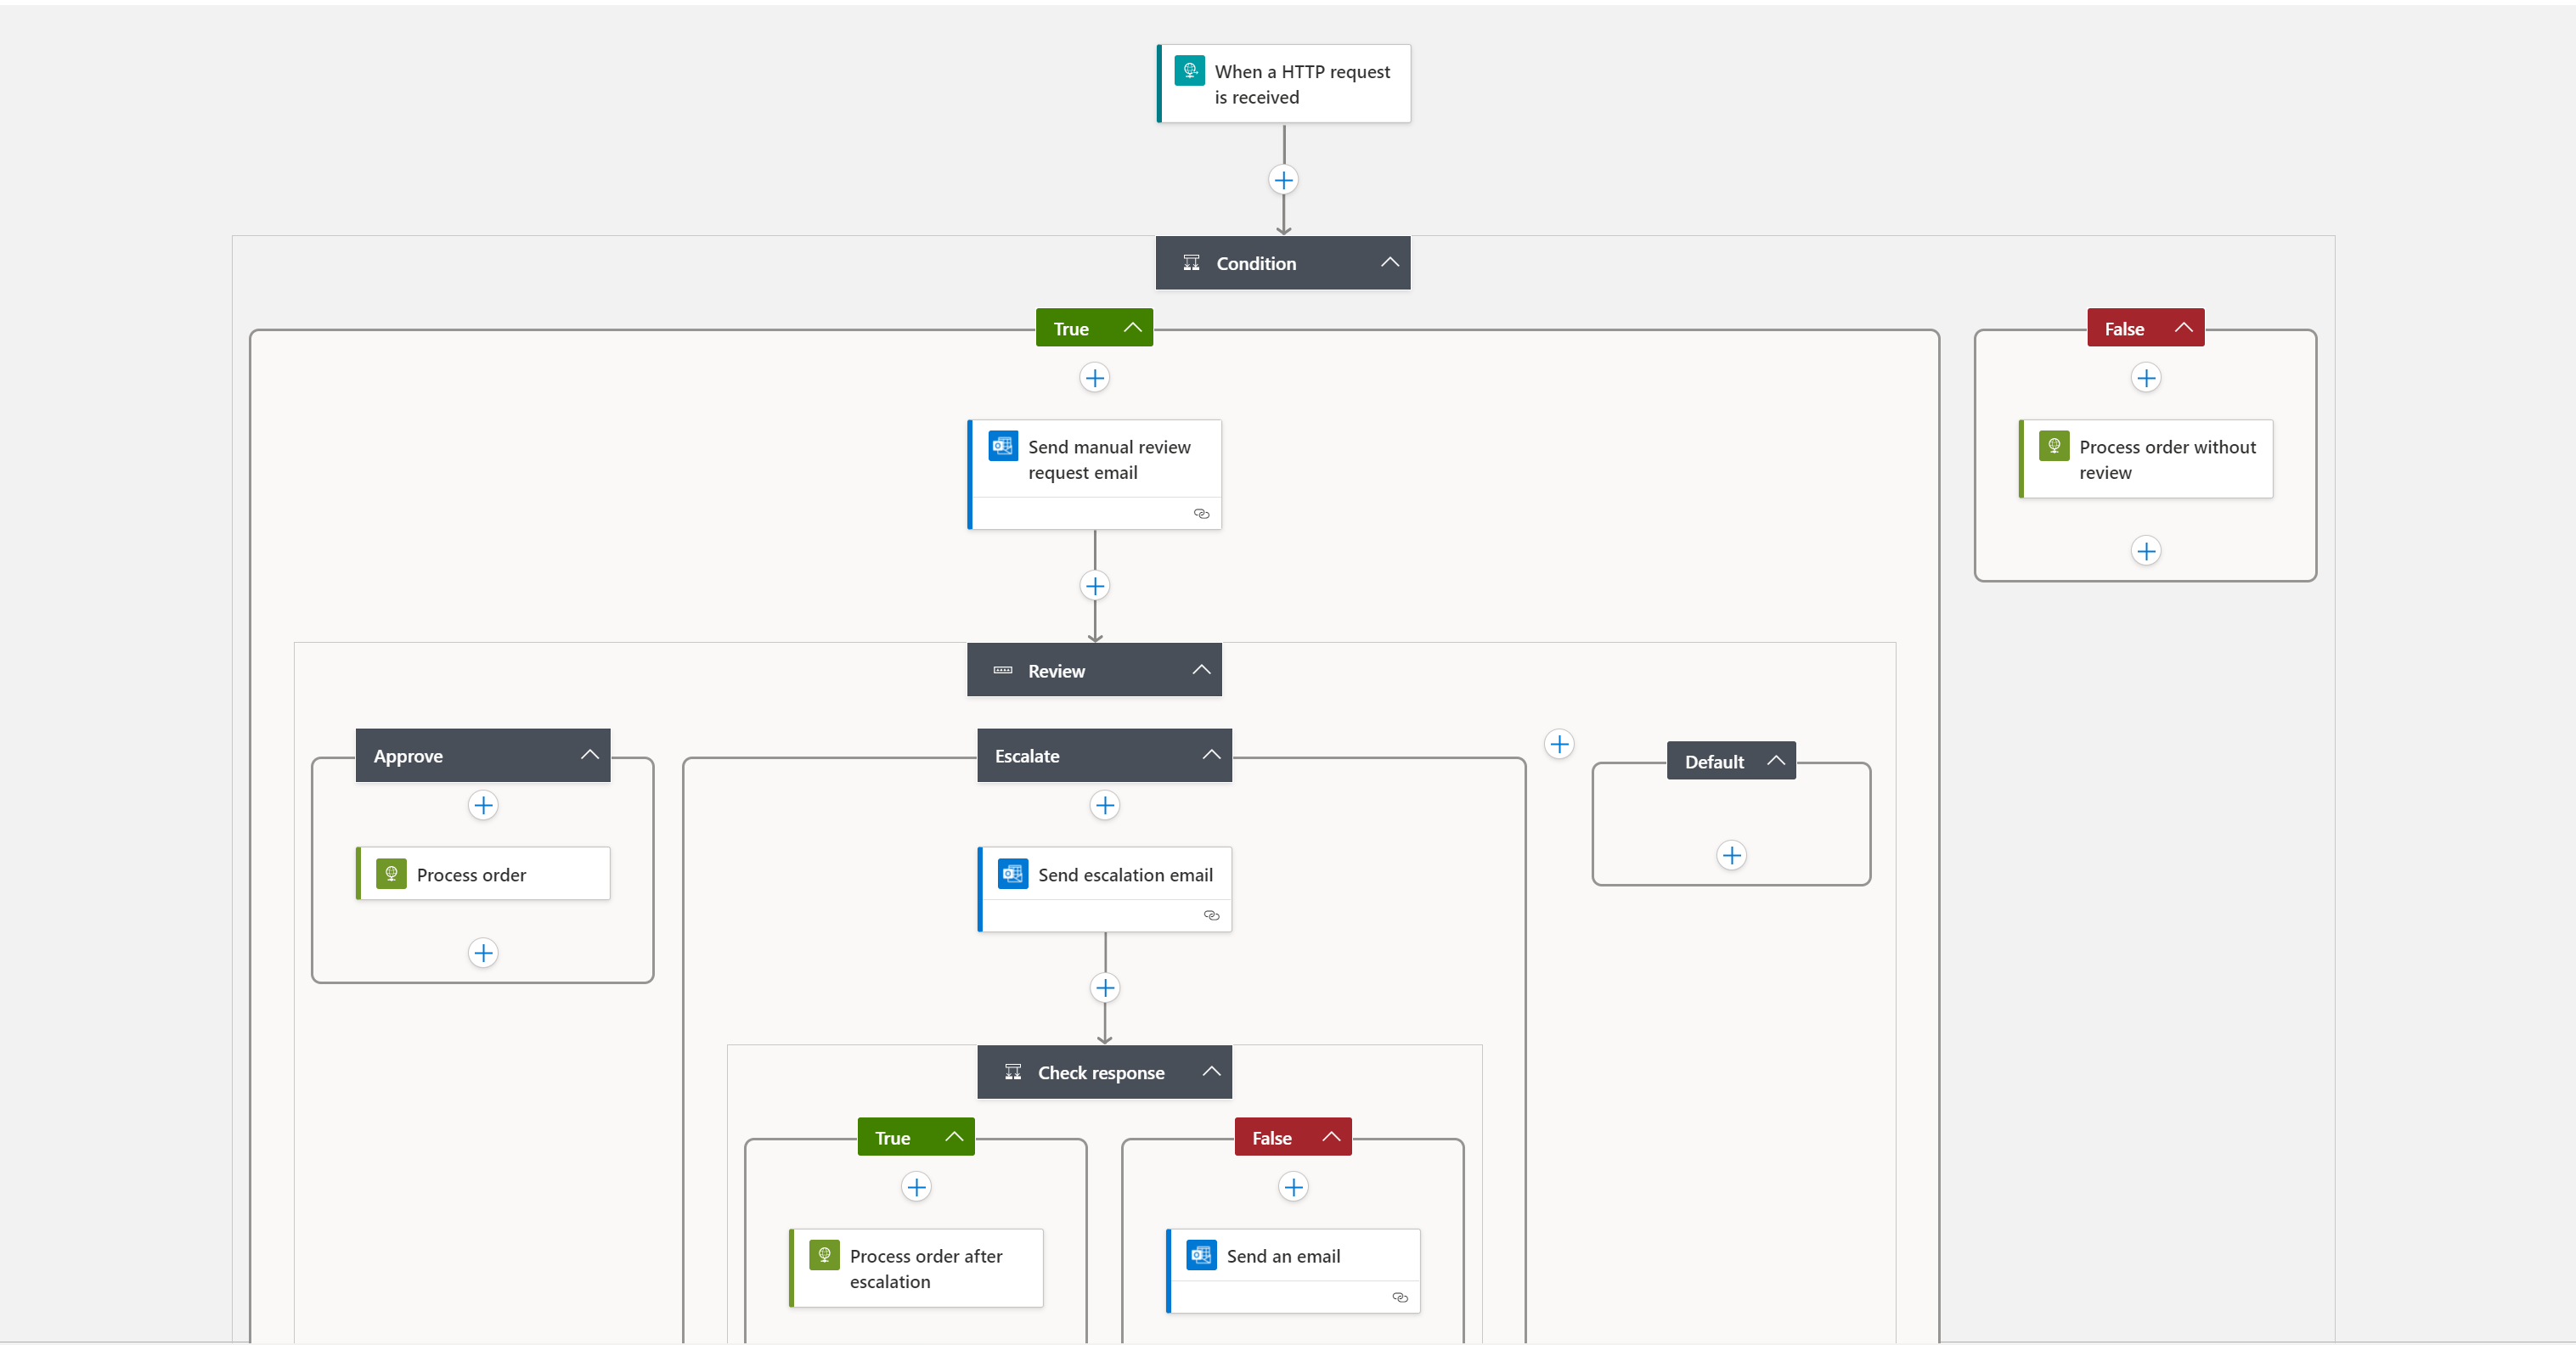 When a HTTP request
is received
Condition
True
False
Send manual review
request email
Process order without
review
Review
Approve
Escalate
Default
Process order
Send escalation email
Check response
True
False
Process order after
escalation
Send an email